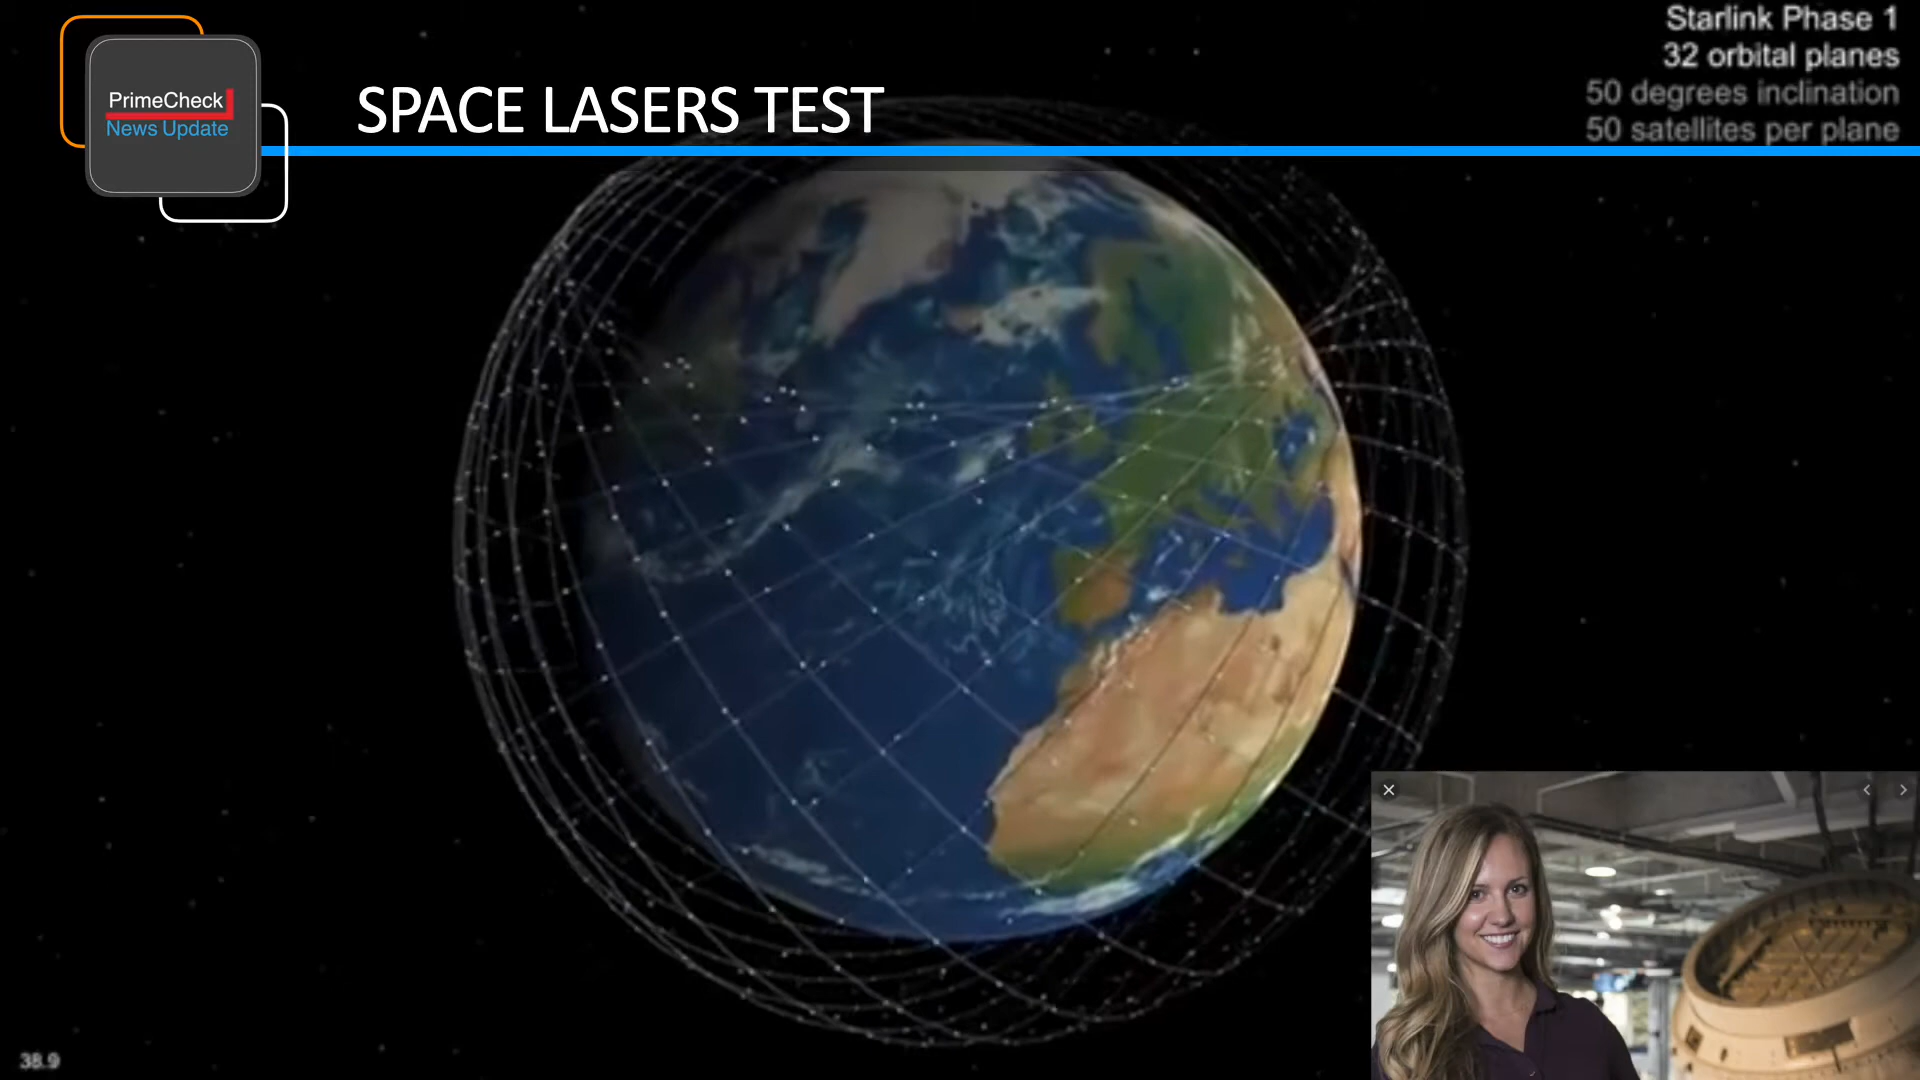 PrimeCheck
News Update
SPACE LASERS TEST
Starlink Phase 1
32 orbital planes
50 degrees inclination
50 satellites per plane
38.9